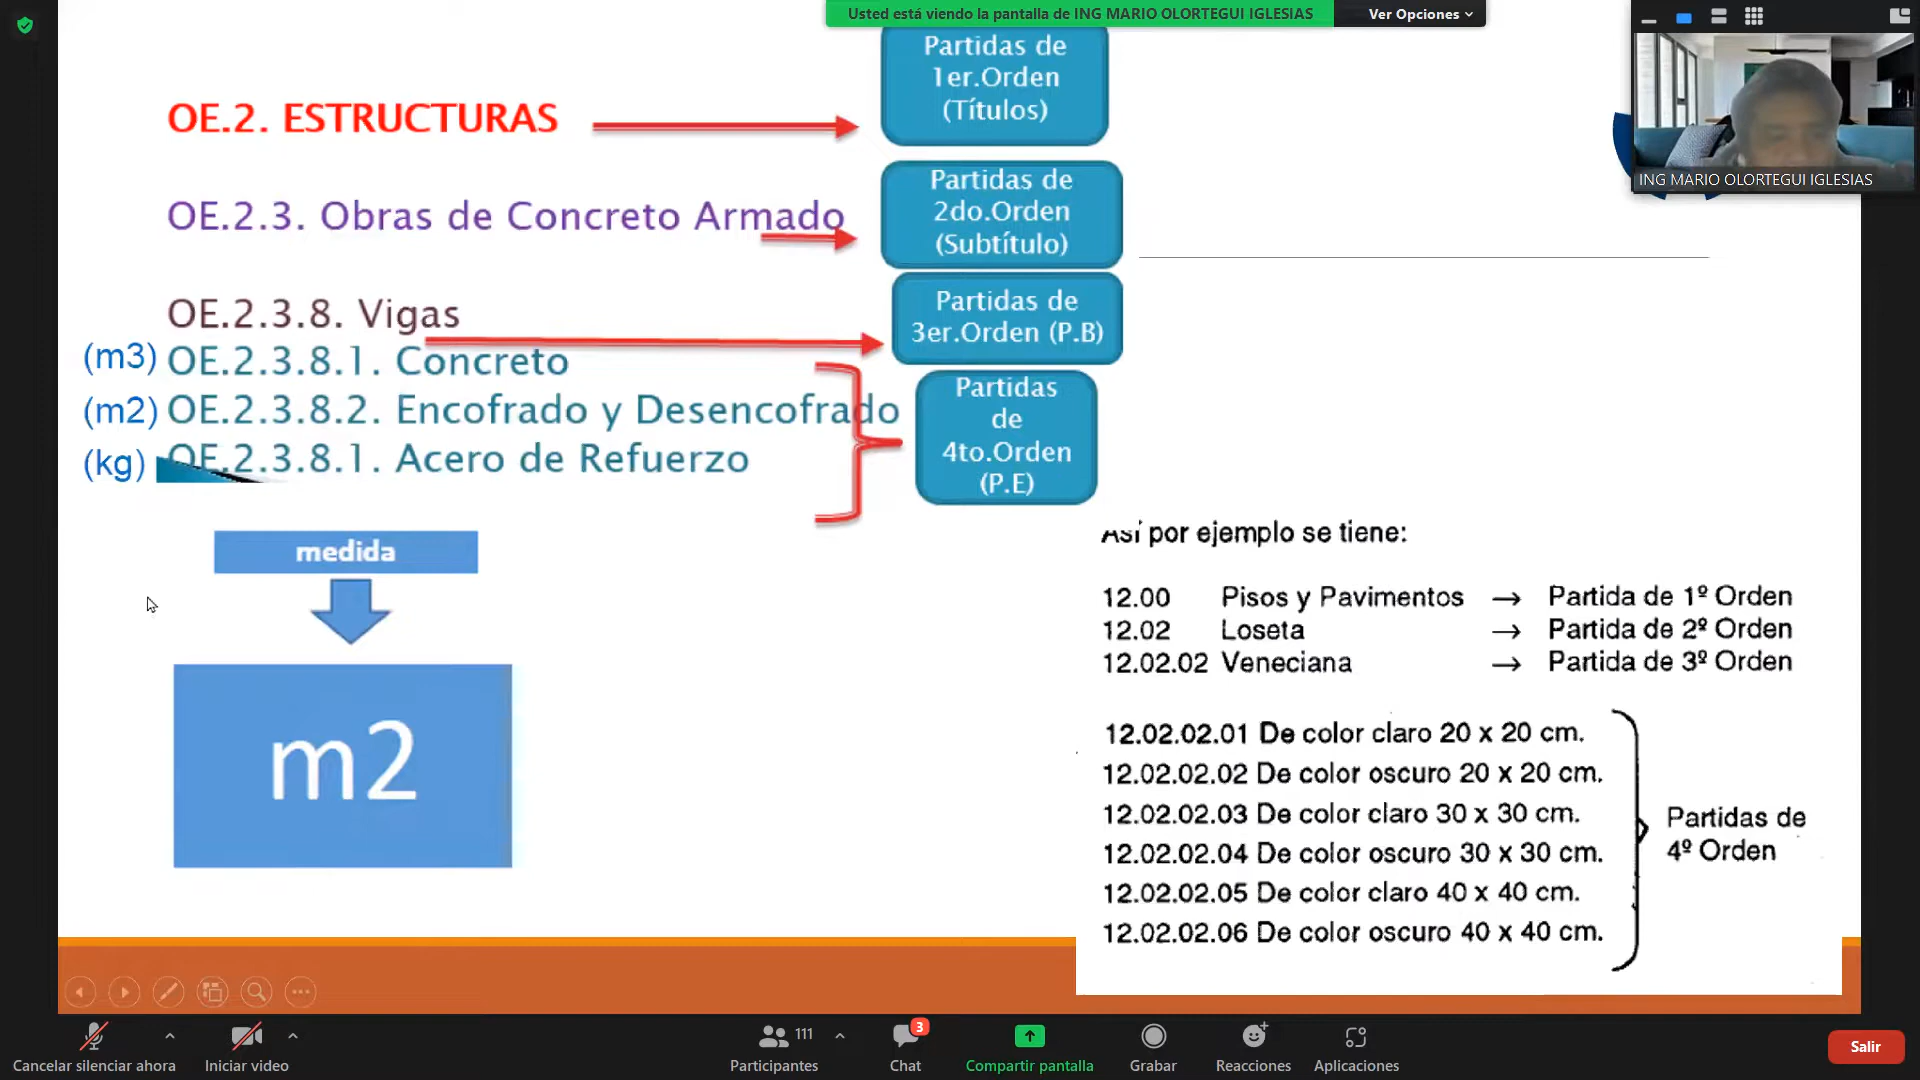 Usted está viendo la pantalla de ING MARIO OLORTEGUI IGLESIAS
Ver Opciones
ING MARIO OLORTEGUI IGLESIAS
OE.2. ESTRUCTURAS
Partidas de
1er.Orden
(Títulos)
OE.2.3. Obras de Concreto Armado
Partidas de
2do.Orden
(Subtítulo)
OE.2.3.8. Vigas
Partidas de
3er.Orden (P.B)
(m3) OE.2.3.8.1. Concreto
(m2) OE.2.3.8.2. Encofrado y Desencofrado
(kg) OE.2.3.8.1. Acero de Refuerzo
Partidas
de
4to.Orden
(P.E)
medida
m2
Así por ejemplo se tiene:
12.00 Pisos y Pavimentos → Partida de 1º Orden
12.02 Loseta → Partida de 2º Orden
12.02.02 Veneciana → Partida de 3º Orden
12.02.02.01 De color claro 20 x 20 cm.
12.02.02.02 De color oscuro 20 x 20 cm.
12.02.02.03 De color claro 30 x 30 cm.
12.02.02.04 De color oscuro 30 x 30 cm.
12.02.02.05 De color claro 40 x 40 cm.
12.02.02.06 De color oscuro 40 x 40 cm.
Partidas de
4º Orden
Cancelar silenciar ahora
Iniciar video
111
Participantes
3
Chat
Compartir pantalla
Grabar
Reacciones
Aplicaciones
Salir